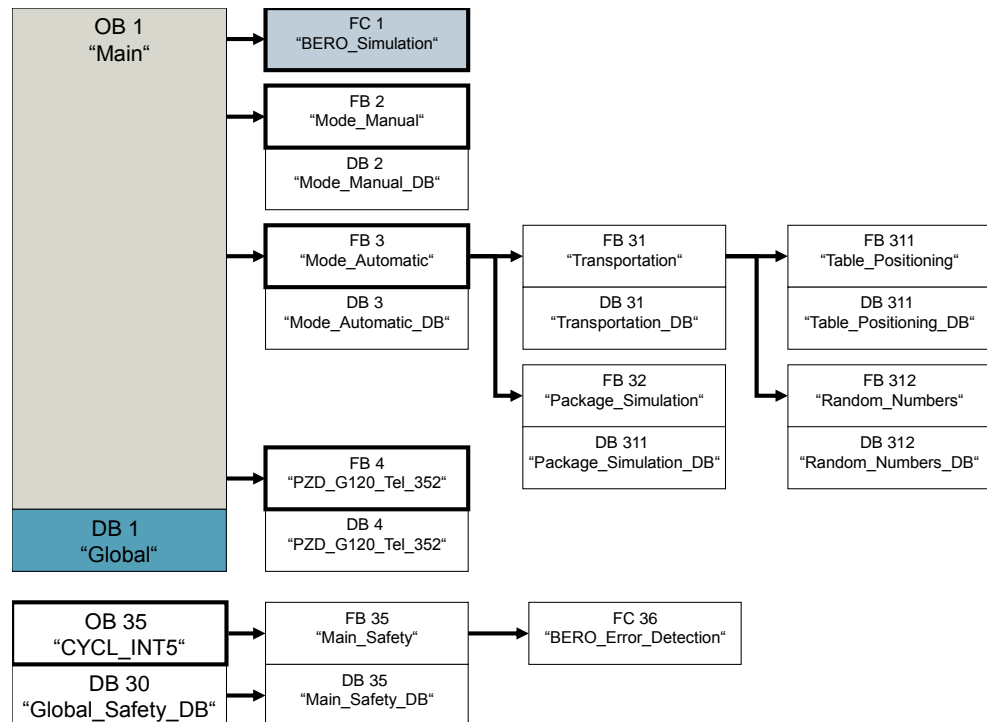 OB 1
“Main“
FC 1
“BERO_Simulation“
FB 2
“Mode_Manual“
DB 2
“Mode_Manual_DB“
FB 3
“Mode_Automatic“
DB 3
“Mode_Automatic_DB“
FB 31
“Transportation“
DB 31
“Transportation_DB“
FB 311
“Table_Positioning“
DB 311
“Table_Positioning_DB“
FB 32
“Package_Simulation“
DB 311
“Package_Simulation_DB“
FB 312
“Random_Numbers“
DB 312
“Random_Numbers_DB“
FB 4
“PZD_G120_Tel_352“
DB 4
“PZD_G120_Tel_352“
DB 1
“Global“
OB 35
“CYCL_INT5“
FB 35
“Main_Safety“
FC 36
“BERO_Error_Detection“
DB 30
“Global_Safety_DB“
DB 35
“Main_Safety_DB“